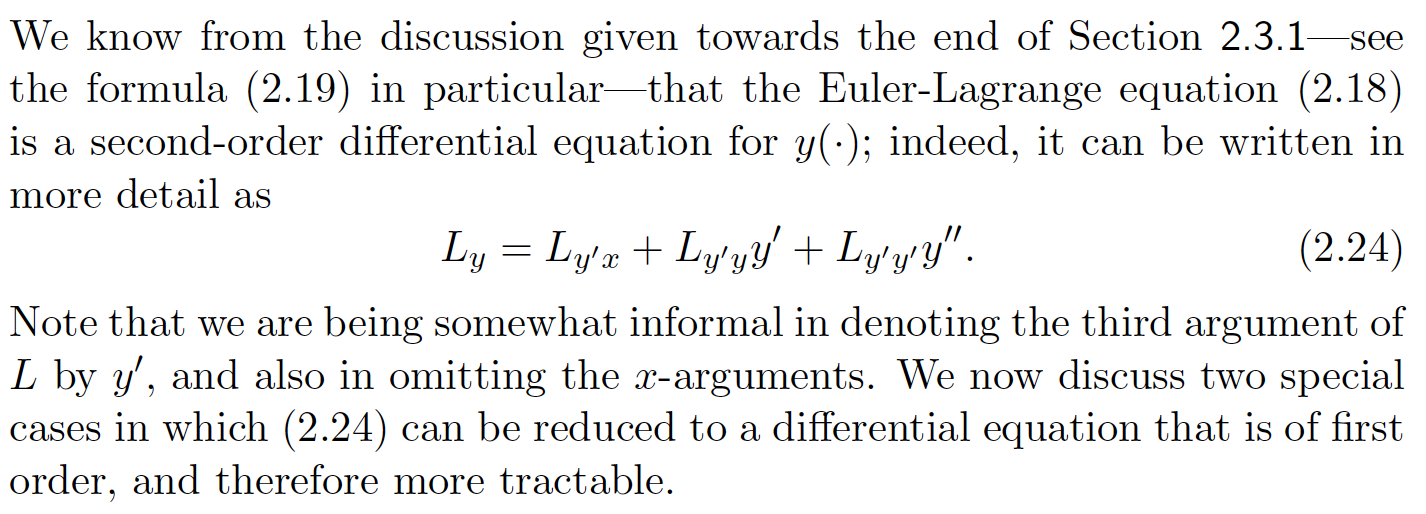 We know from the discussion given towards the end of Section 2.3.1—see
the formula (2.19) in particular—that the Euler-Lagrange equation (2.18)
is a second-order differential equation for y(·); indeed, it can be written in
more detail as
L_y = L_{y'x} + L_{y'y}y' + L_{y'y'}y''. (2.24)
Note that we are being somewhat informal in denoting the third argument of
L by y', and also in omitting the x-arguments. We now discuss two special
cases in which (2.24) can be reduced to a differential equation that is of first
order, and therefore more tractable.